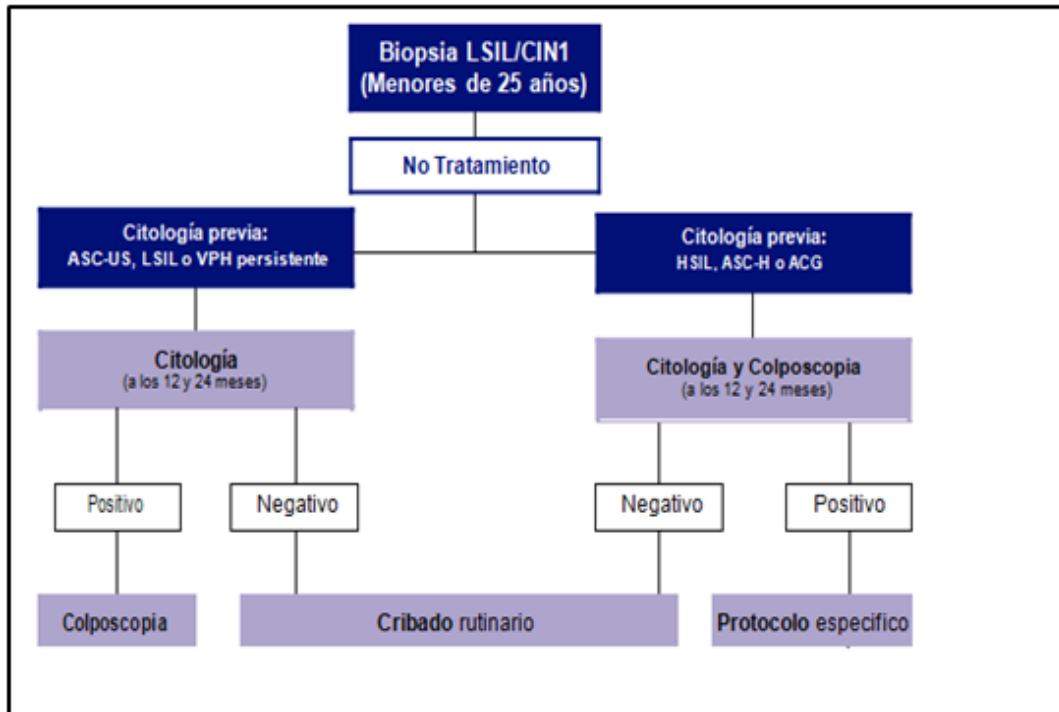 Biopsia LSIL/CIN1
(Menores de 25 años)
No Tratamiento
Citología previa:
ASC-US, LSIL o VPH persistente
Citología previa:
HSIL, ASC-H o ACG
Citología
(a los 12 y 24 meses)
Citología y Colposcopia
(a los 12 y 24 meses)
Positivo
Negativo
Negativo
Positivo
Colposcopia
Cribado rutinario
Protocolo especifico